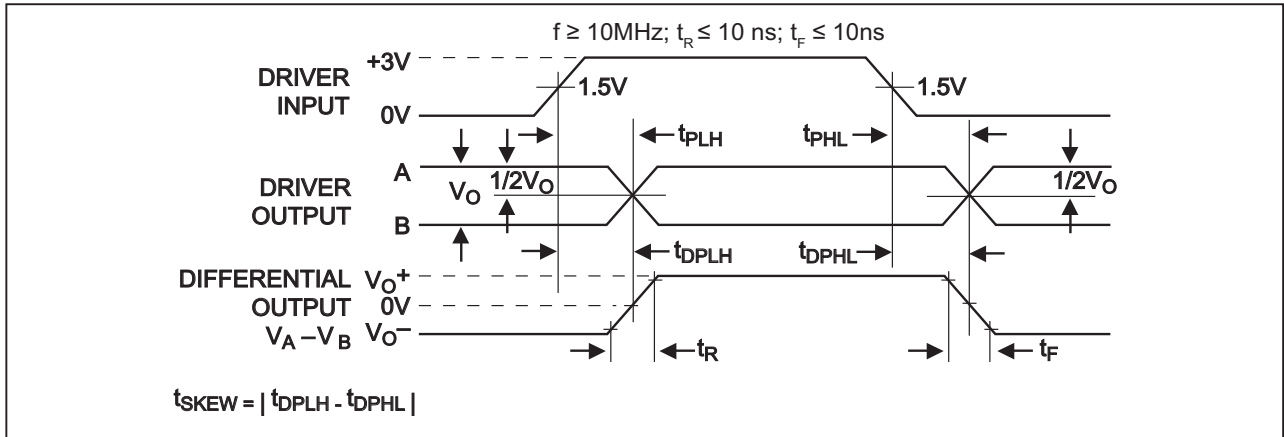 f ≥ 10MHz; tR ≤ 10 ns; tF ≤ 10ns
+3V
DRIVER
INPUT
1.5V
1.5V
0V
tPLH
tPHL
A
DRIVER
OUTPUT
VO
1/2VO
1/2VO
B
tDPLH
tDPHL
DIFFERENTIAL
OUTPUT
VA –VB
VO+
0V
VO–
tR
tF
tSKEW = | tDPLH - tDPHL |